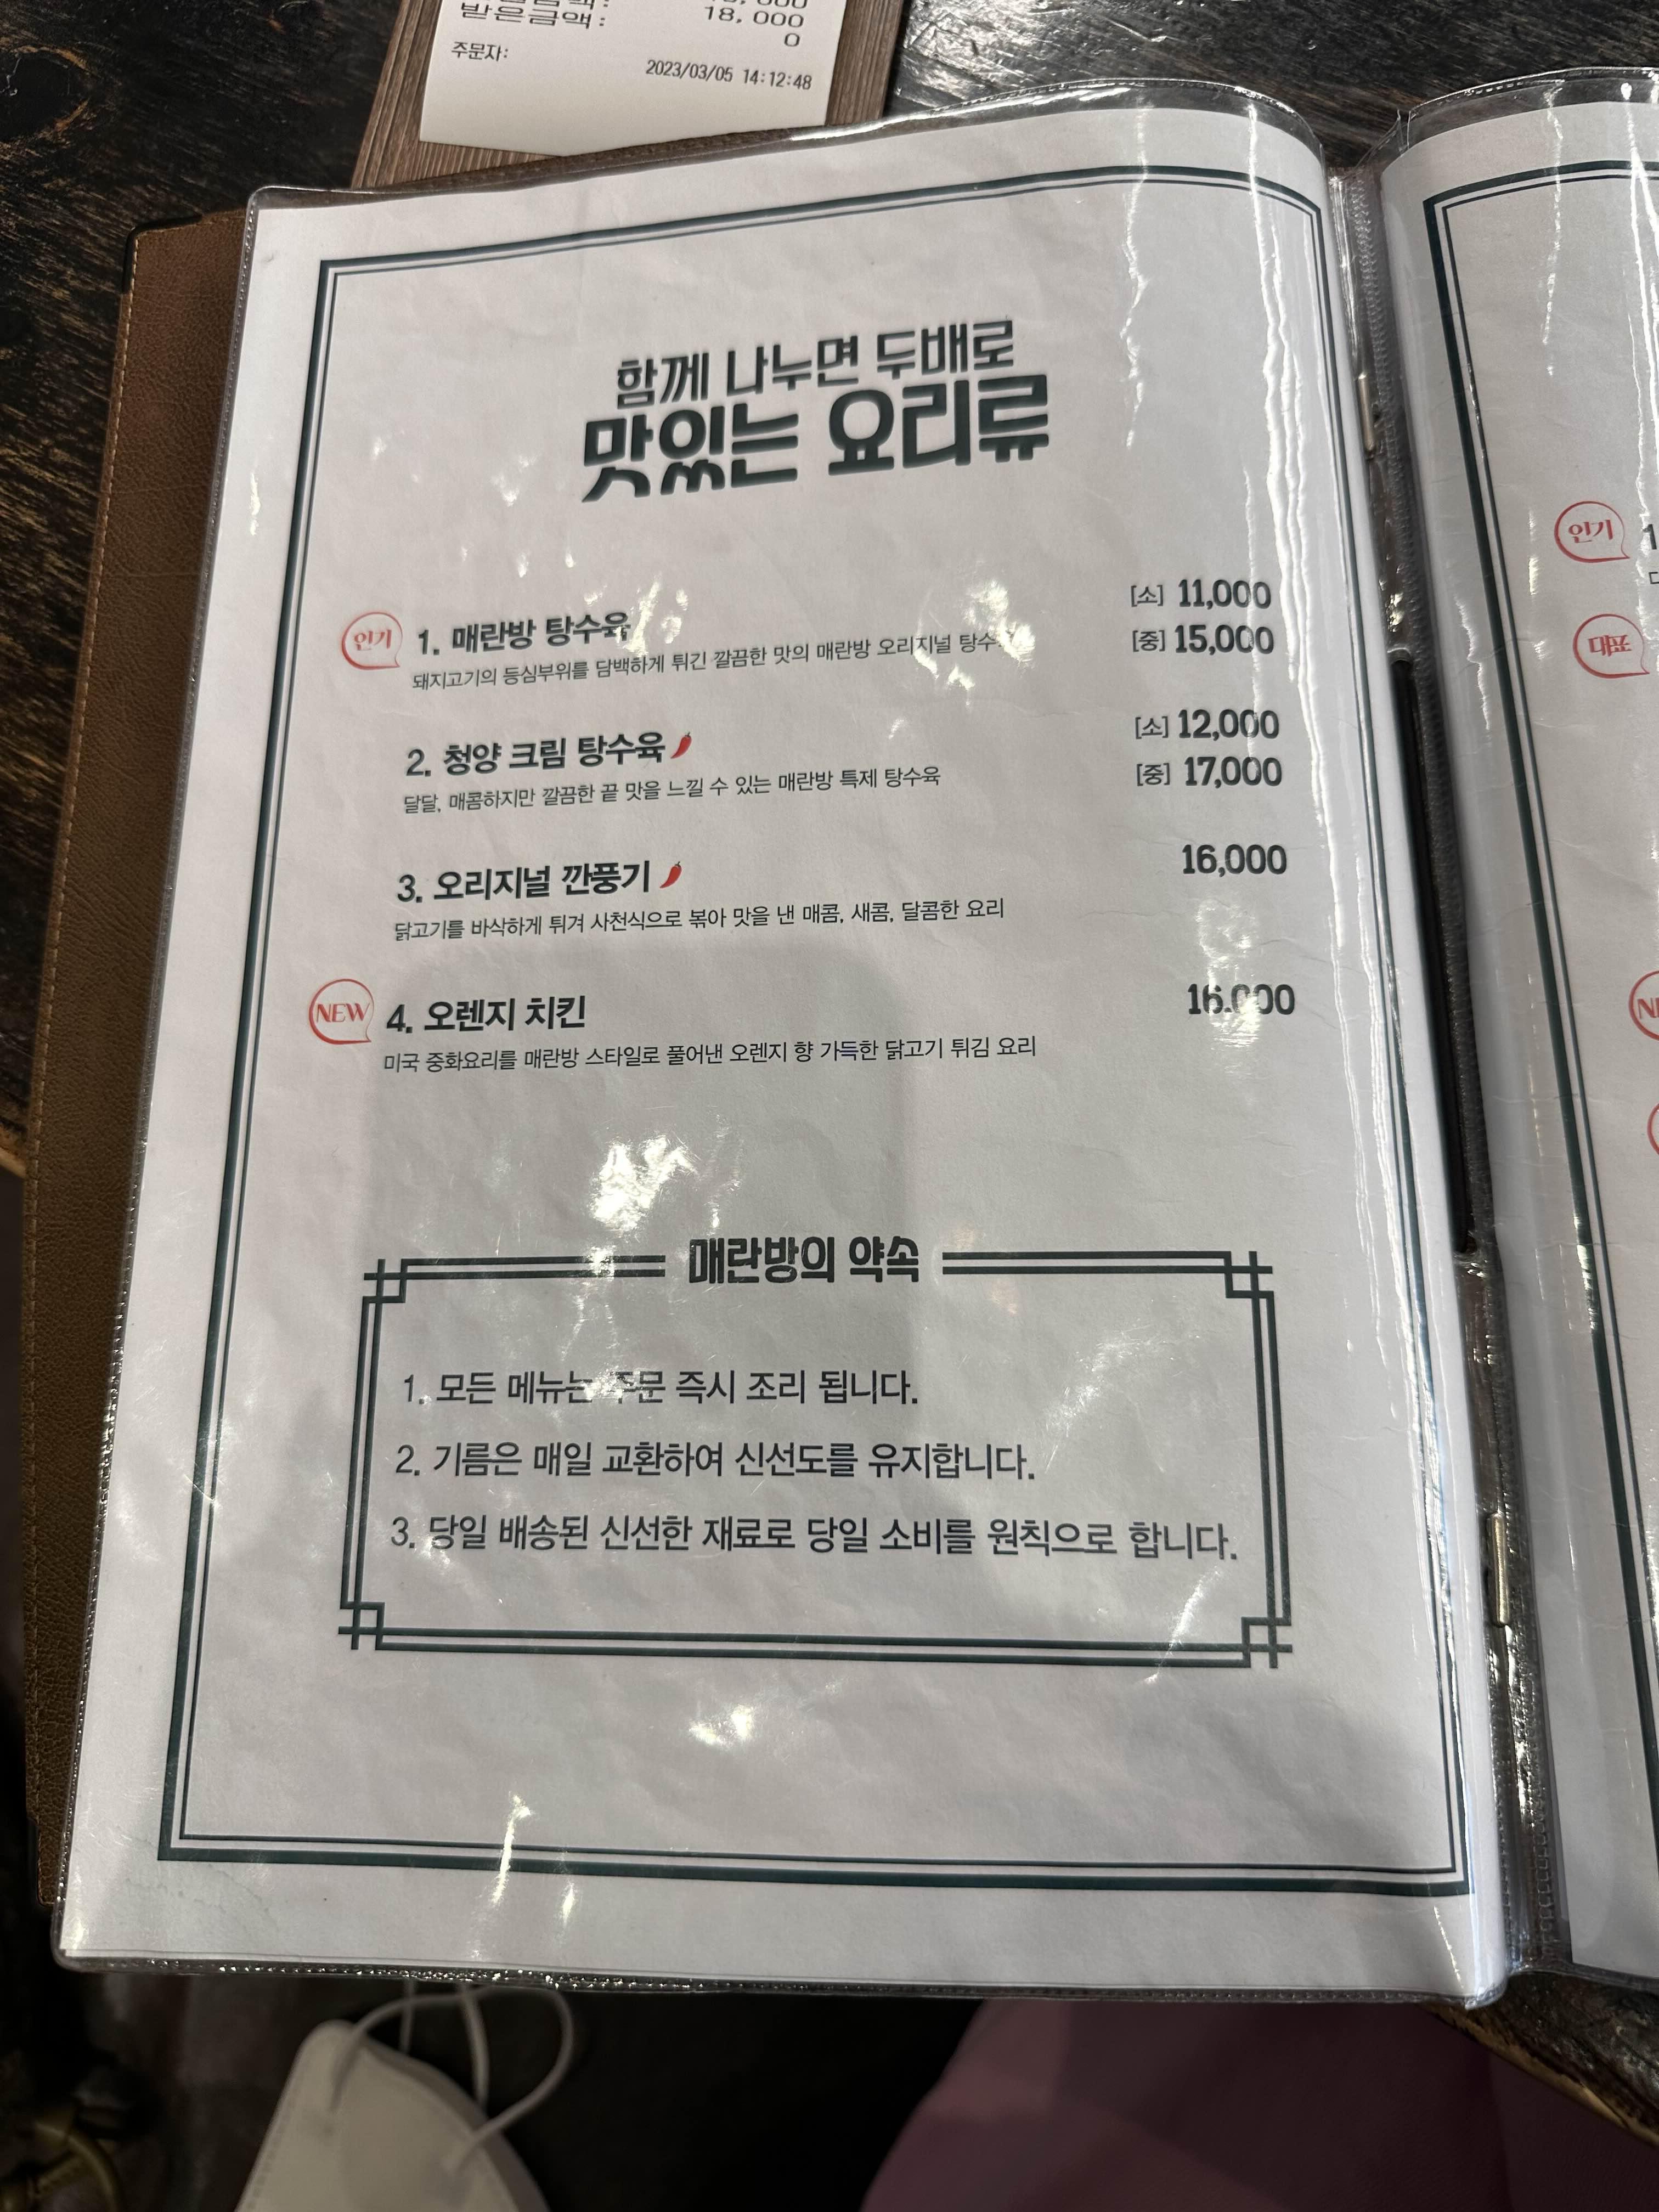 받은금액: 18,000
0
주문자:
2023/03/05 14:12:48
함께 나누면 두배로
맛있는 요리류
인기 1. 매란방 탕수육 [소] 11,000
돼지고기의 등심부위를 담백하게 튀긴 깔끔한 맛의 매란방 오리지널 [중] 15,000
2. 청양 크림 탕수육 [소] 12,000
달달, 매콤하지만 깔끔한 끝 맛을 느낄 수 있는 매란방 특제 탕수육 [중] 17,000
3. 오리지널 깐풍기 16,000
닭고기를 바삭하게 튀겨 사천식으로 볶아 맛을 낸 매콤, 새콤, 달콤한 요리
NEW 4. 오렌지 치킨 16,000
미국 중화요리를 매란방 스타일로 풀어낸 오렌지 향 가득한 닭고기 튀김 요리
매란방의 약속
1. 모든 메뉴는 주문 즉시 조리 됩니다.
2. 기름은 매일 교환하여 신선도를 유지합니다.
3. 당일 배송된 신선한 재료로 당일 소비를 원칙으로 합니다.
인기
대표